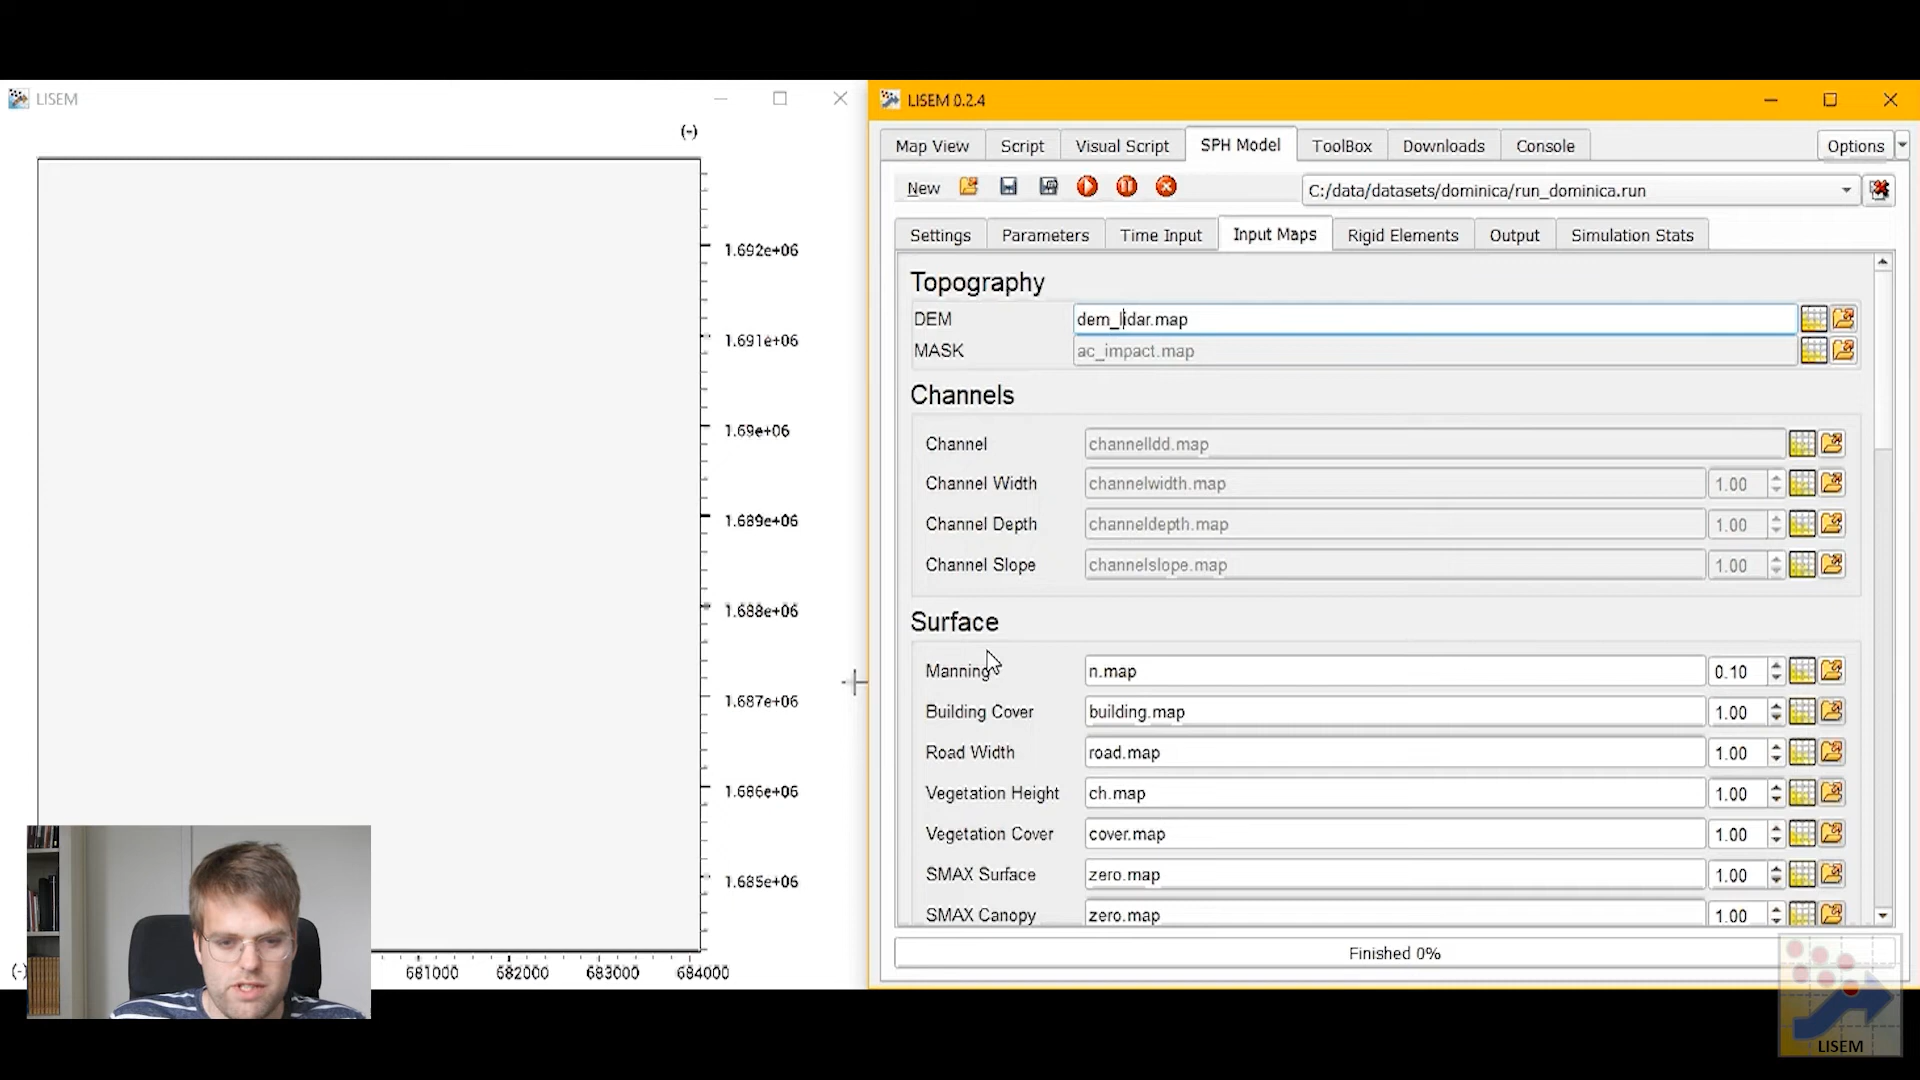 LISEM
(-)
1.692e+06
1.691e+06
1.69e+06
1.689e+06
1.688e+06
1.687e+06
1.686e+06
1.685e+06
(-)
681000 682000 683000 684000
LISEM 0.2.4
Map View Script Visual Script SPH Model ToolBox Downloads Console Options
New C:/data/datasets/dominica/run_dominica.run
Settings Parameters Time Input Input Maps Rigid Elements Output Simulation Stats
Topography
DEM dem_lidar.map
MASK ac_impact.map
Channels
Channel channelldd.map
Channel Width channelwidth.map 1.00
Channel Depth channeldepth.map 1.00
Channel Slope channelslope.map 1.00
Surface
Manning n.map 0.10
Building Cover building.map 1.00
Road Width road.map 1.00
Vegetation Height ch.map 1.00
Vegetation Cover cover.map 1.00
SMAX Surface zero.map 1.00
SMAX Canopy zero.map 1.00
Finished 0%
LISEM